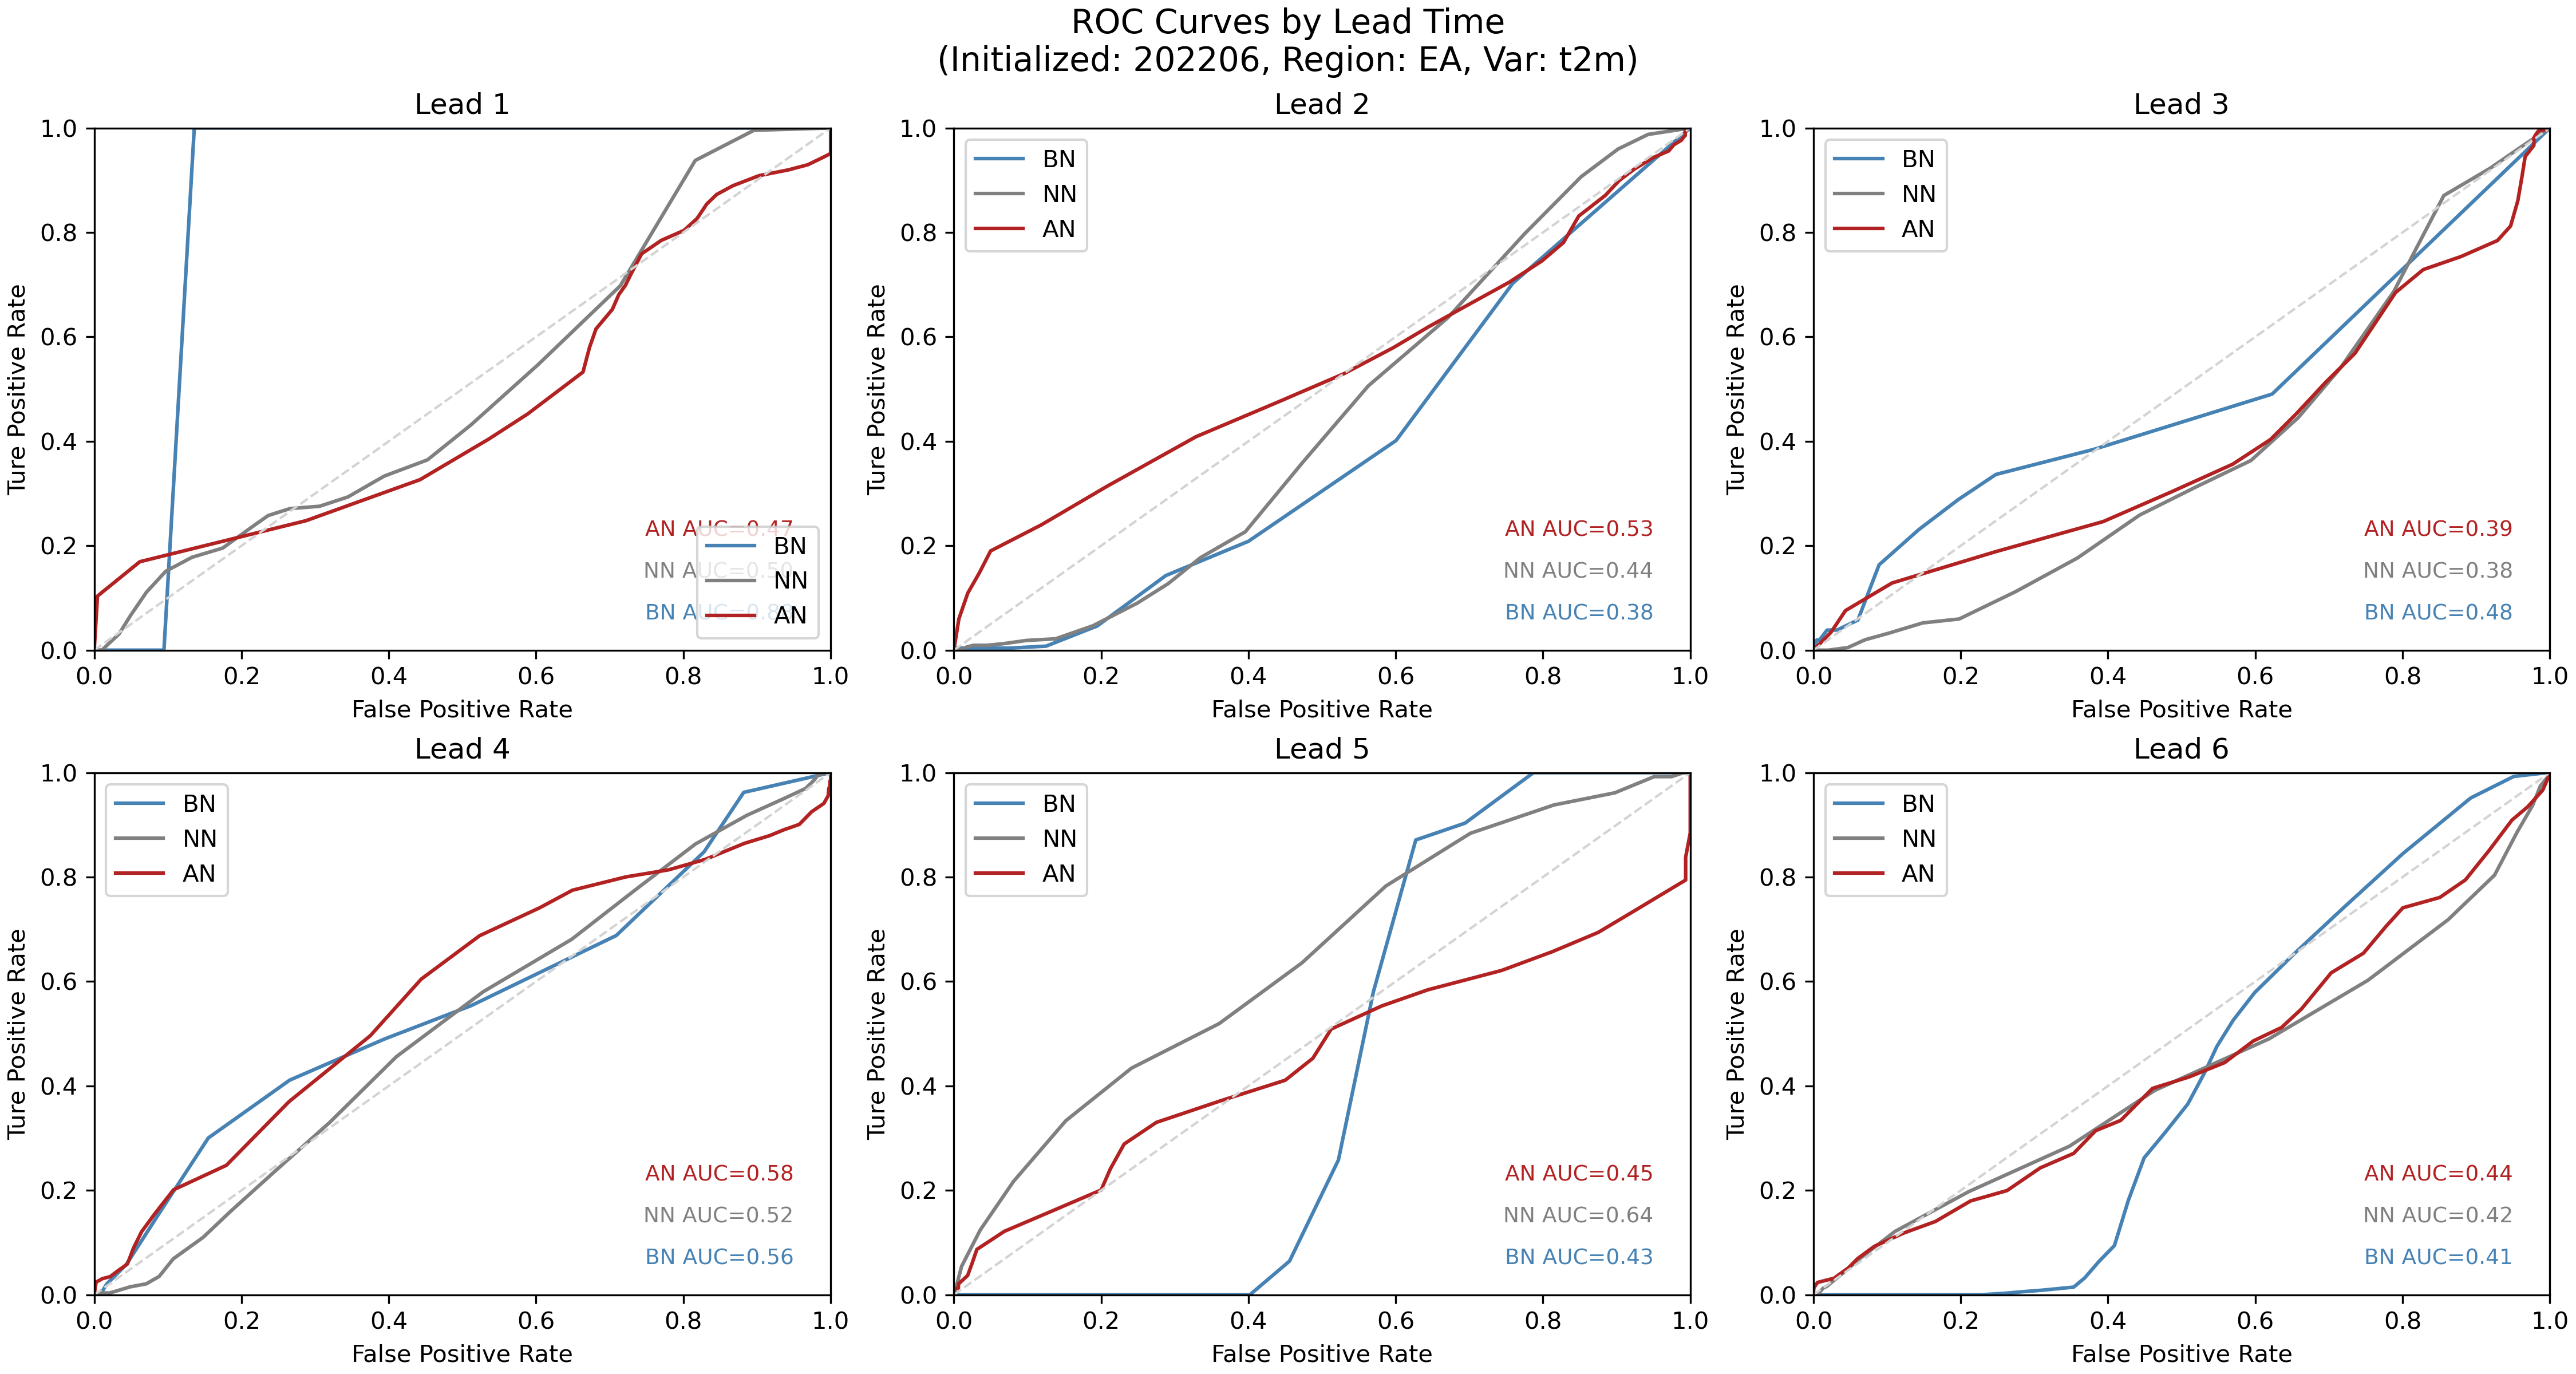 ROC Curves by Lead Time
(Initialized: 202206, Region: EA, Var: t2m)
Lead 1
1.0
0.8
0.6
0.4
0.2
0.0
Ture Positive Rate
AN AUC=0.47
NN AUC=0.50
BN
BN
NN
AN
0.0 0.2 0.4 0.6 0.8 1.0
False Positive Rate
Lead 2
1.0
0.8
0.6
0.4
0.2
0.0
Ture Positive Rate
BN
NN
AN
AN AUC=0.53
NN AUC=0.44
BN AUC=0.38
0.0 0.2 0.4 0.6 0.8 1.0
False Positive Rate
Lead 3
1.0
0.8
0.6
0.4
0.2
0.0
Ture Positive Rate
BN
NN
AN
AN AUC=0.39
NN AUC=0.38
BN AUC=0.48
0.0 0.2 0.4 0.6 0.8 1.0
False Positive Rate
Lead 4
1.0
0.8
0.6
0.4
0.2
0.0
Ture Positive Rate
BN
NN
AN
AN AUC=0.58
NN AUC=0.52
BN AUC=0.56
0.0 0.2 0.4 0.6 0.8 1.0
False Positive Rate
Lead 5
1.0
0.8
0.6
0.4
0.2
0.0
Ture Positive Rate
BN
NN
AN
AN AUC=0.45
NN AUC=0.64
BN AUC=0.43
0.0 0.2 0.4 0.6 0.8 1.0
False Positive Rate
Lead 6
1.0
0.8
0.6
0.4
0.2
0.0
Ture Positive Rate
BN
NN
AN
AN AUC=0.44
NN AUC=0.42
BN AUC=0.41
0.0 0.2 0.4 0.6 0.8 1.0
False Positive Rate